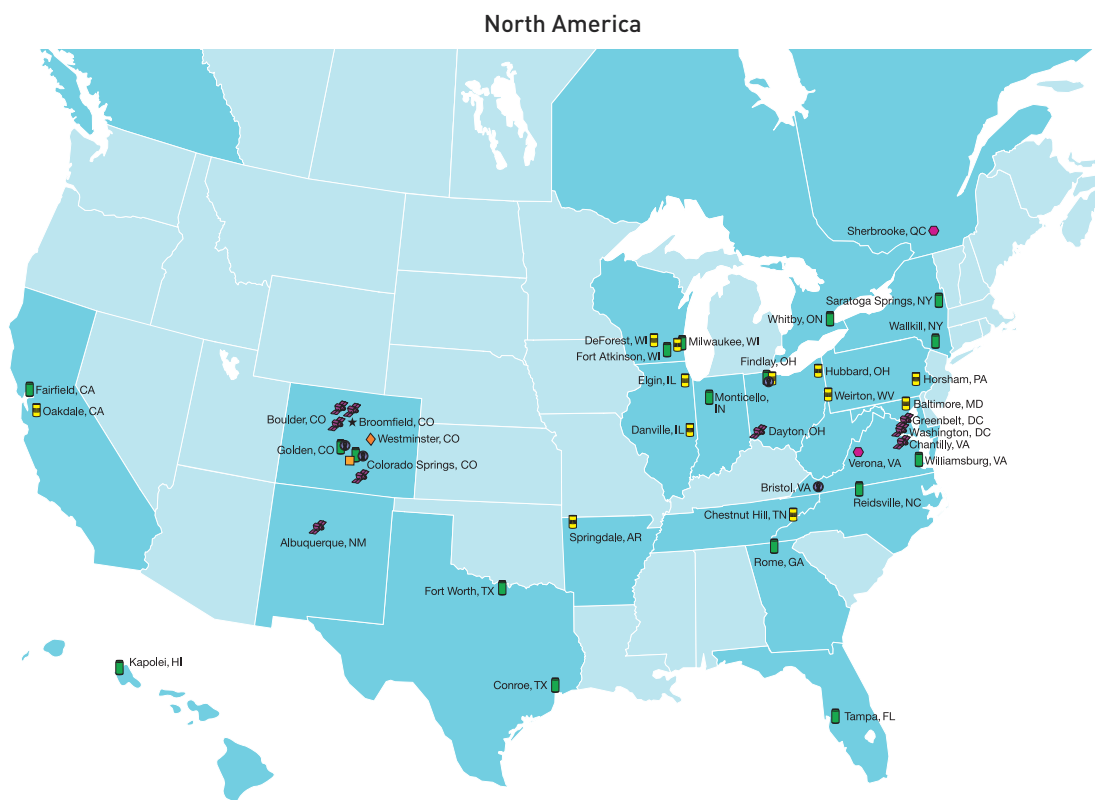 North America
Sherbrooke, QC
Saratoga Springs, NY
Whitby, ON
Wallkill, NY
DeForest, WI
Milwaukee, WI
Fort Atkinson, WI
Findlay, OH
Hubbard, OH
Elgin, IL
Horsham, PA
Fairfield, CA
Monticello,
IN
Weirton, WV
Oakdale, CA
Baltimore, MD
Boulder, CO
Broomfield, CO
Greenbelt, DC
Danville, IL
Dayton, OH
Washington, DC
Westminster, CO
Chantilly, VA
Golden, CO
Colorado Springs, CO
Verona, VA
Williamsburg, VA
Bristol, VA
Reidsville, NC
Chestnut Hill, TN
Albuquerque, NM
Springdale, AR
Rome, GA
Fort Worth, TX
Kapolei, HI
Conroe, TX
Tampa, FL